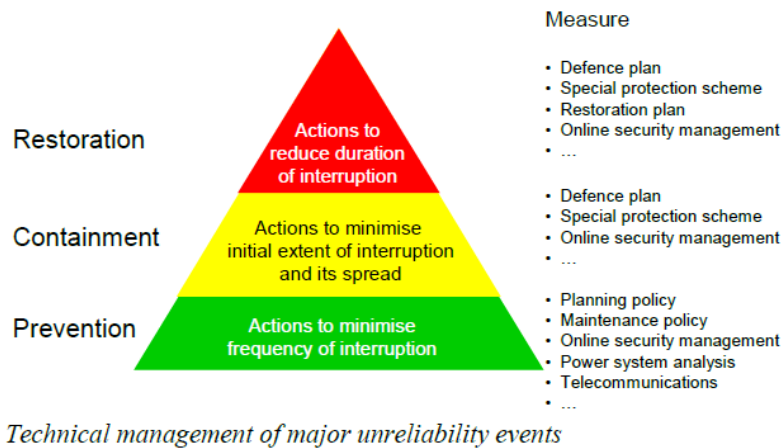 Measure
• Defence plan
• Special protection scheme
• Restoration plan
• Online security management
• ...
Restoration
Actions to
reduce duration
of interruption
• Defence plan
• Special protection scheme
• Online security management
• ...
Containment
Actions to minimise
initial extent of interruption
and its spread
• Planning policy
• Maintenance policy
• Online security management
• Power system analysis
• Telecommunications
• ...
Prevention
Actions to minimise
frequency of interruption
Technical management of major unreliability events